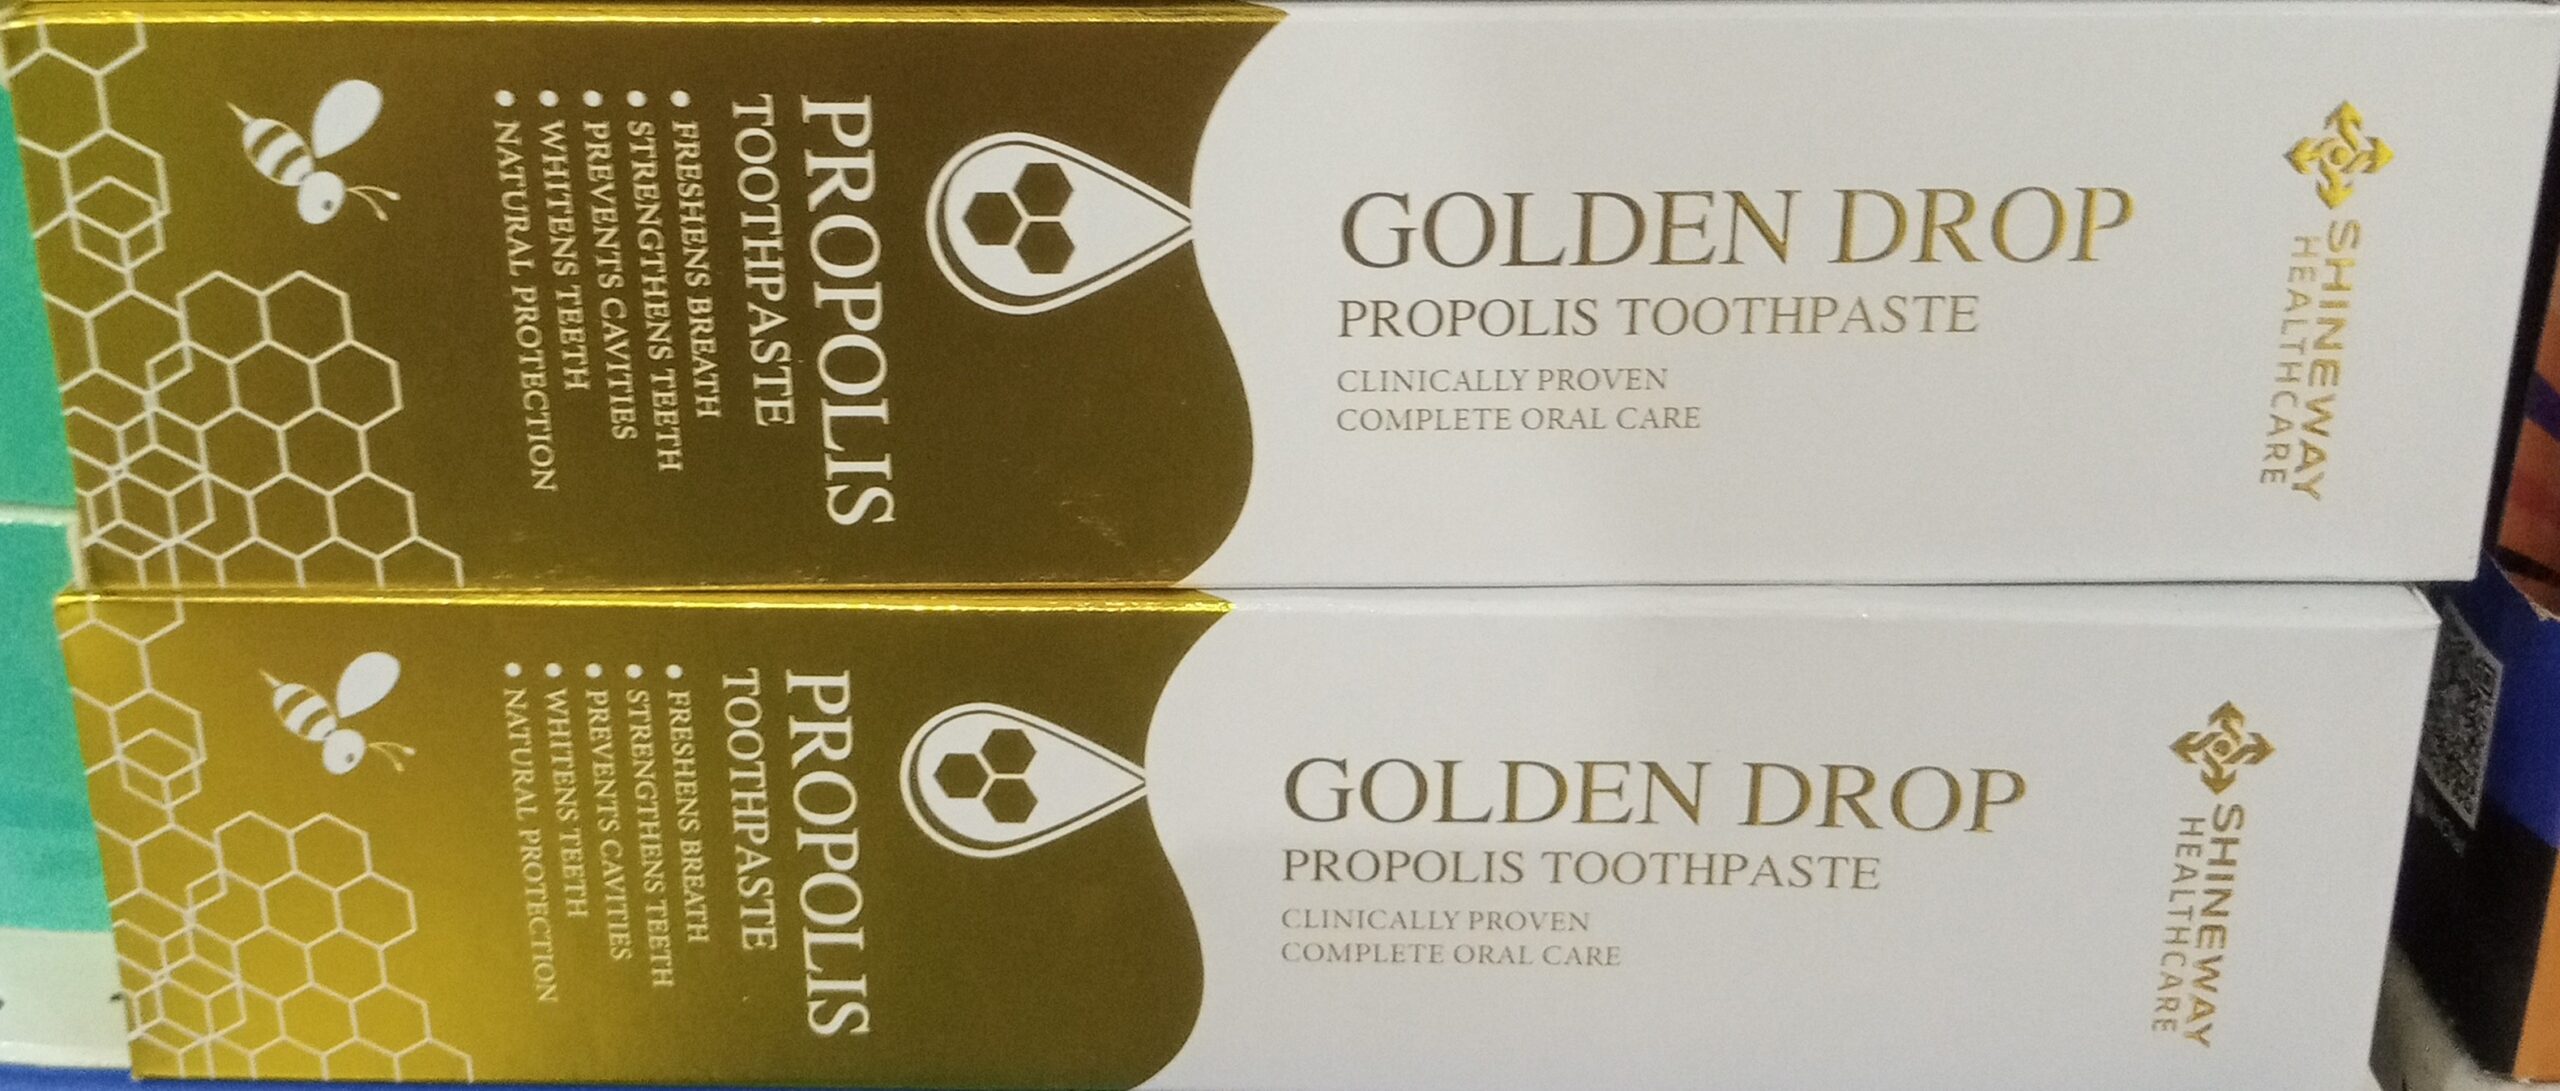 PROPOLIS
TOOTHPASTE
• FRESHENS BREATH
• STRENGTHENS TEETH
• PREVENTS CAVITIES
• WHITENS TEETH
• NATURAL PROTECTION
GOLDEN DROP
PROPOLIS TOOTHPASTE
CLINICALLY PROVEN
COMPLETE ORAL CARE
SHINEWAY
HEALTHCARE
PROPOLIS
TOOTHPASTE
• FRESHENS BREATH
• STRENGTHENS TEETH
• PREVENTS CAVITIES
• WHITENS TEETH
• NATURAL PROTECTION
GOLDEN DROP
PROPOLIS TOOTHPASTE
CLINICALLY PROVEN
COMPLETE ORAL CARE
SHINEWAY
HEALTHCARE